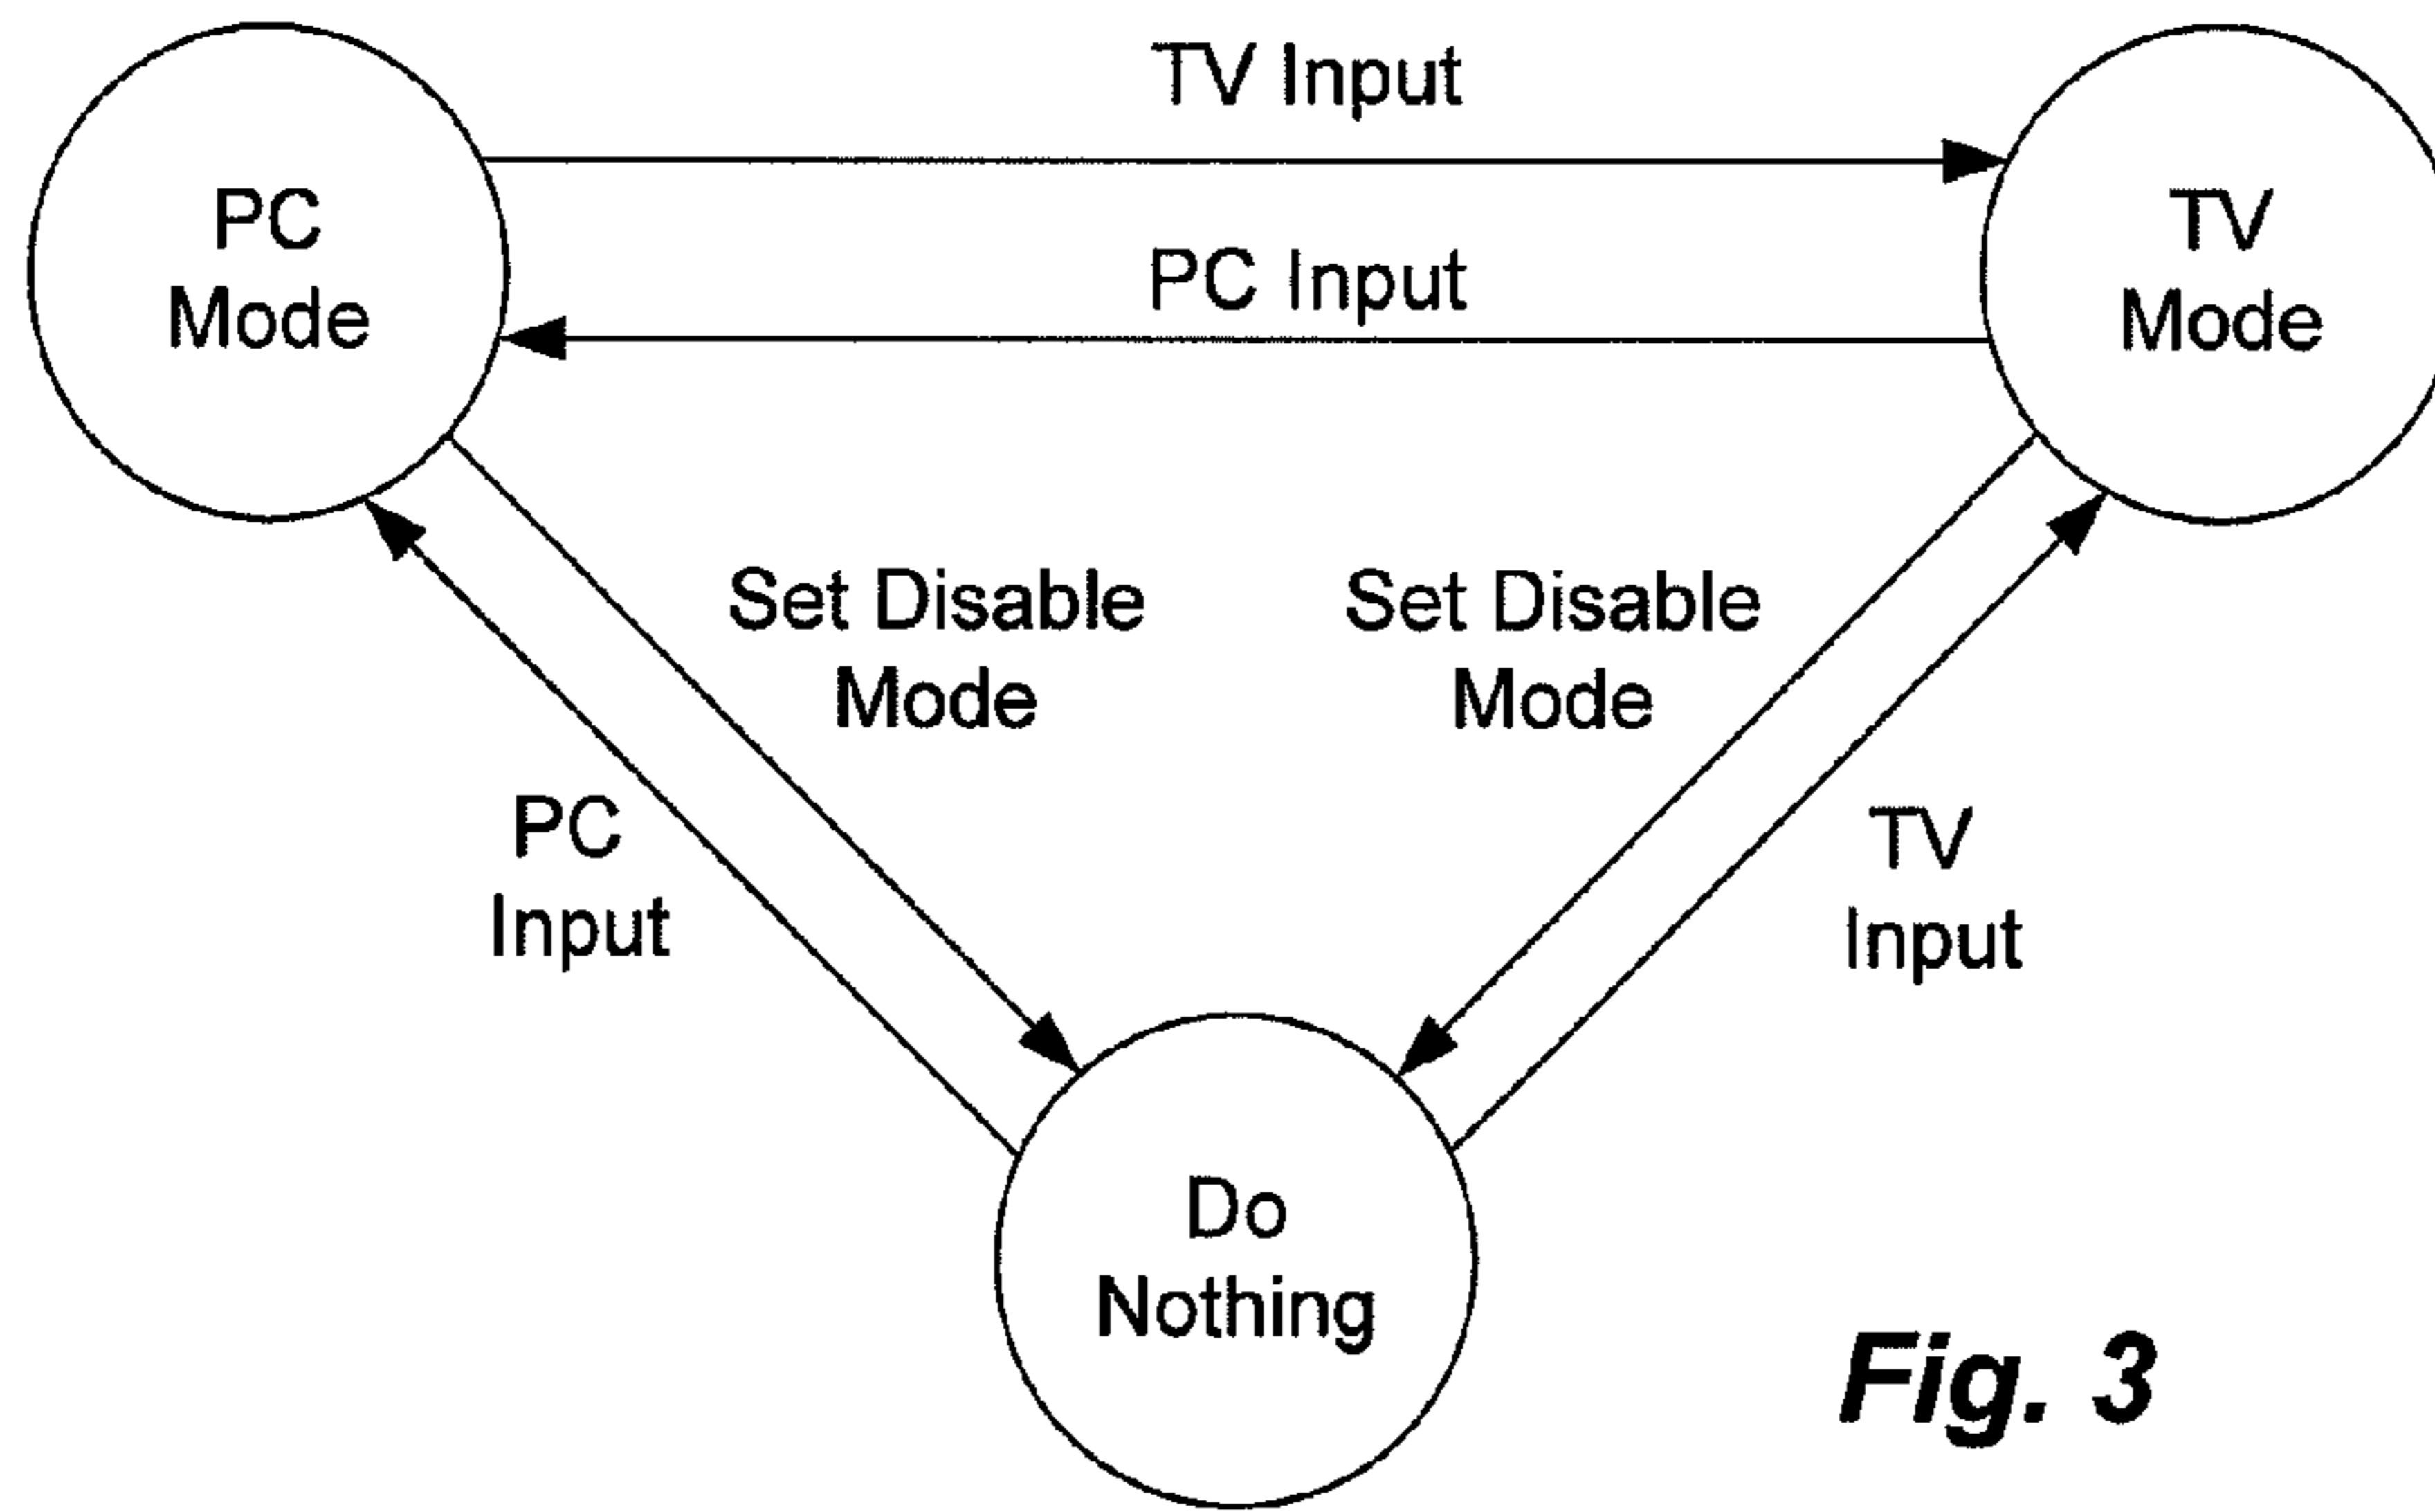 TV Input
PC
Mode
PC Input
TV
Mode
Set Disable
Mode
Set Disable
Mode
PC
Input
TV
Input
Do
Nothing
Fig. 3